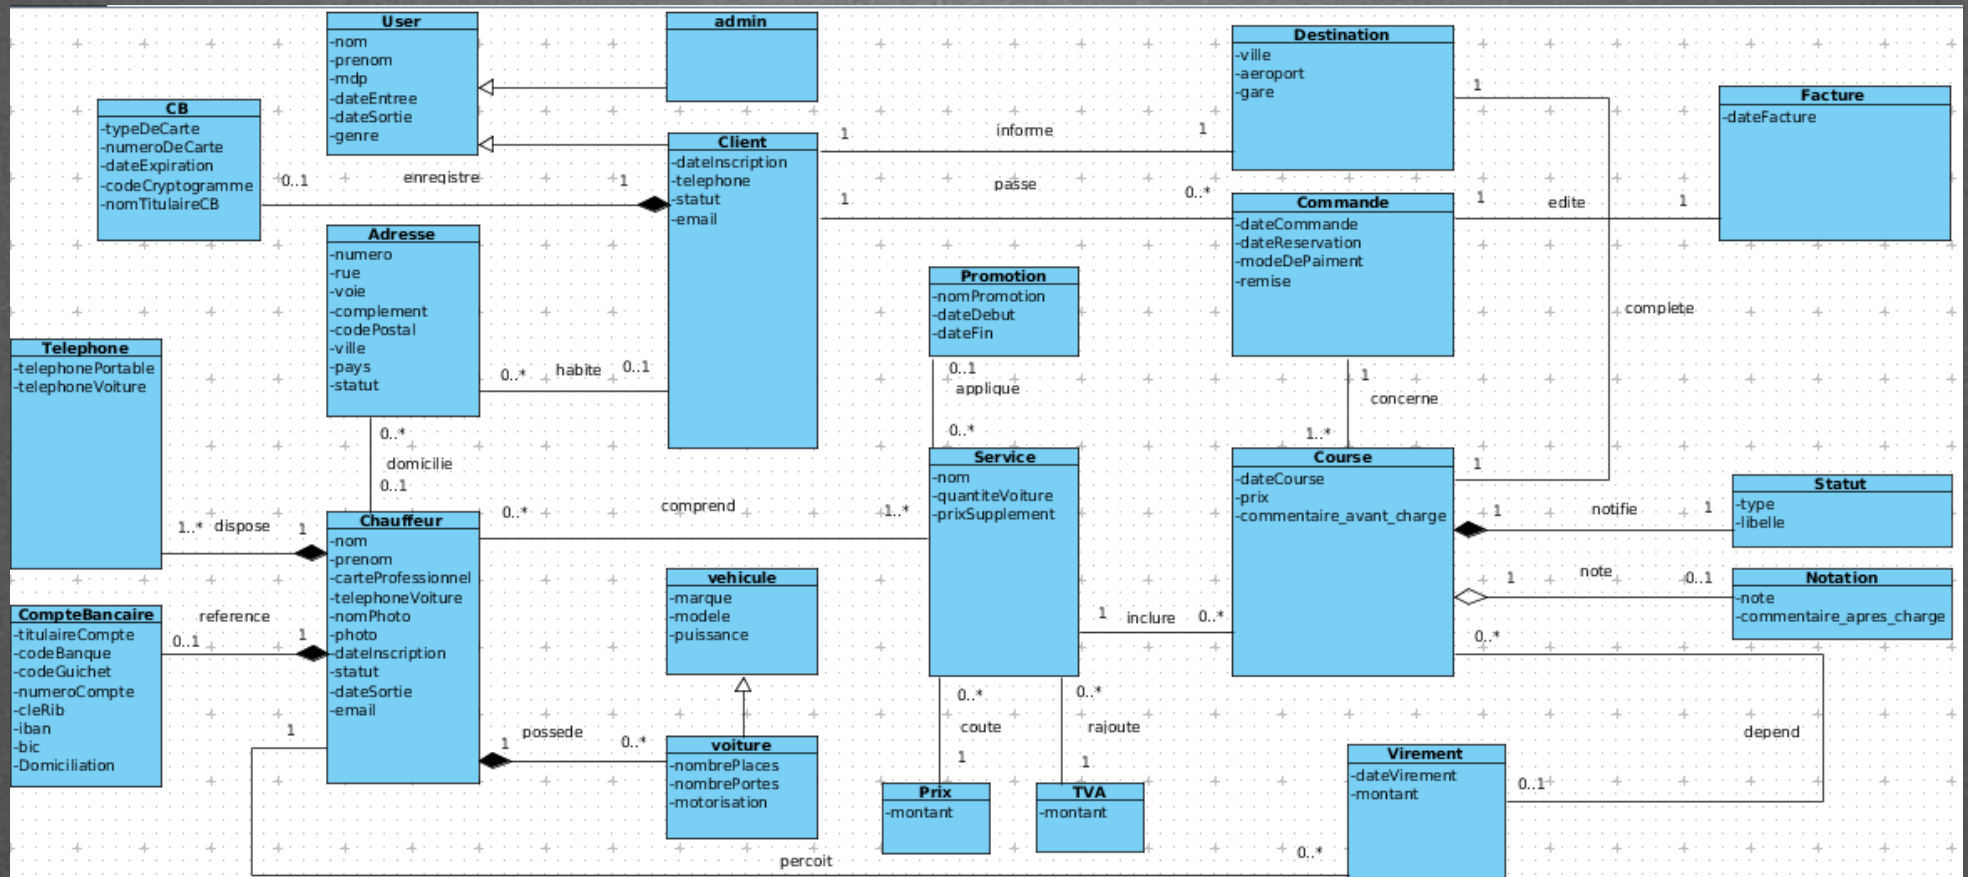 User
-nom
-prenom
-mdp
-dateEntree
-dateSortie
-genre
admin
Destination
-ville
-aeroport
-gare
Facture
-dateFacture
CB
-typeDeCarte
-numeroDeCarte
-dateExpiration
-codeCryptogramme
-nomTitulaireCB
Client
-dateInscription
-telephone
-statut
-email
1
informe
1
1
0..1
enregistre
1
passe
1
0..*
Commande
-dateCommande
-dateReservation
-modeDePaiment
-remise
1
edite
1
Adresse
-numero
-rue
-voie
-complement
-codePostal
-ville
-pays
-statut
Promotion
-nomPromotion
-dateDebut
-dateFin
complete
Telephone
-telephonePortable
-telephoneVoiture
0..*
habite
0..1
0..1
applique
0..*
1
concerne
1..*
0..*
domicilie
0..1
Service
-nom
-quantiteVoiture
-prixSupplement
Course
-dateCourse
-prix
-commentaire_avant_charge
1
Statut
-type
-libelle
1
notifie
1
0..*
comprend
1..*
1..*
dispose
1
Chauffeur
-nom
-prenom
-carteProfessionnel
-telephoneVoiture
-nomPhoto
-photo
-dateInscription
-statut
-dateSortie
-email
vehicule
-marque
-modele
-puissance
1
note
0..1
Notation
-note
-commentaire_apres_charge
CompteBancaire
-titulaireCompte
-codeBanque
-codeGuichet
-numeroCompte
-cleRib
-iban
-bic
-Domiciliation
reference
0..1
1
1
inclure
0..*
0..*
1
possede
0..*
1
voiture
-nombrePlaces
-nombrePortes
-motorisation
0..*
coute
1
0..*
rajoute
1
depend
Prix
-montant
TVA
-montant
Virement
-dateVirement
-montant
0..1
percoit
0..*